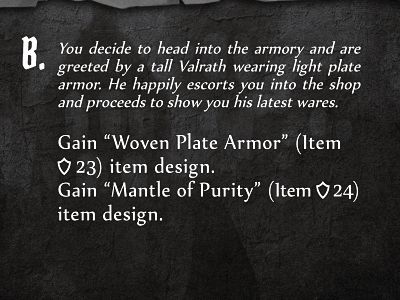 B.
You decide to head into the armory and are
greeted by a tall Valrath wearing light plate
armor. He happily escorts you into the shop
and proceeds to show you his latest wares.
Gain “Woven Plate Armor” (Item
23) item design.
Gain “Mantle of Purity” (Item 24)
item design.